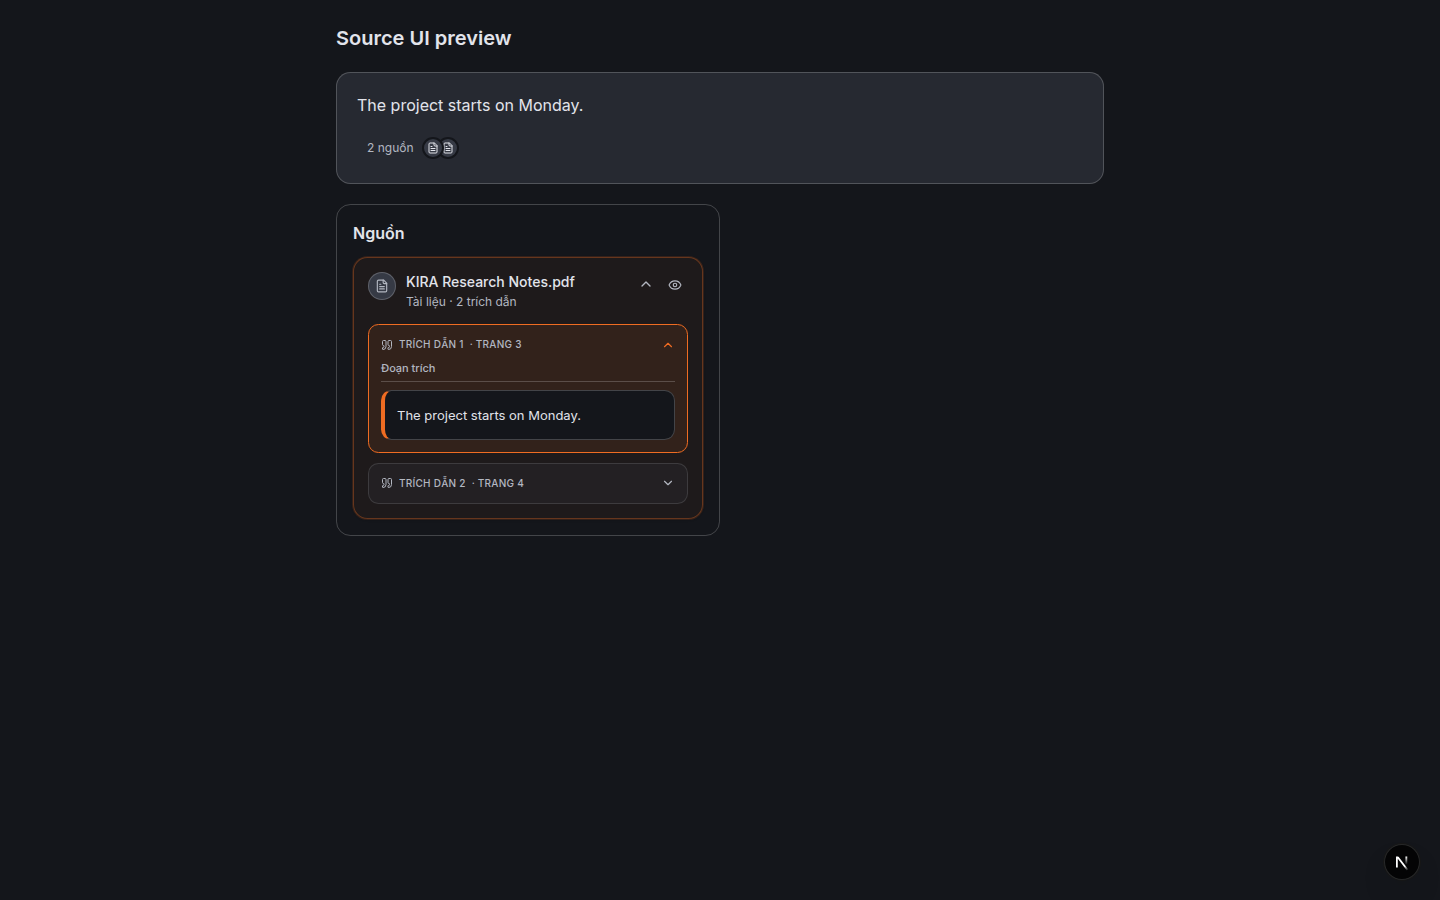 Source UI preview
The project starts on Monday.
2 nguồn
Nguồn
KIRA Research Notes.pdf
Tài liệu · 2 trích dẫn
TRÍCH DẪN 1 · TRANG 3
Đoạn trích
The project starts on Monday.
TRÍCH DẪN 2 · TRANG 4
N